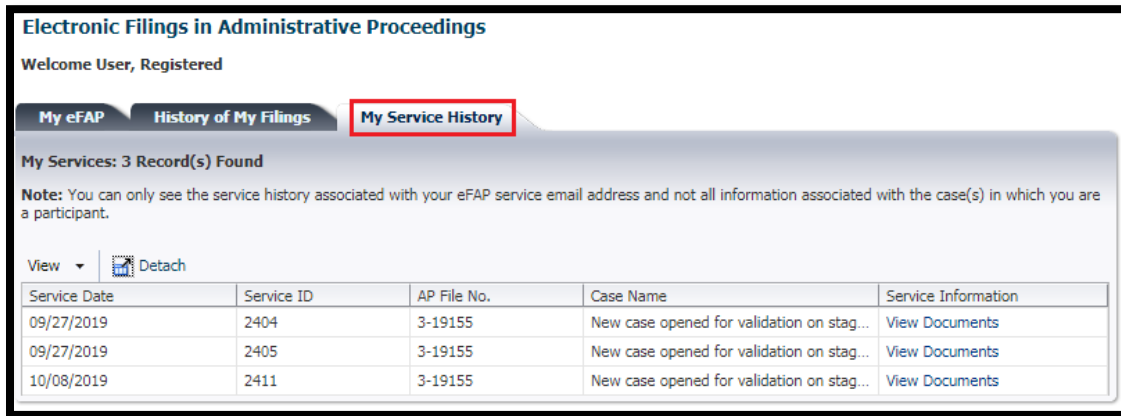 Electronic Filings in Administrative Proceedings
Welcome User, Registered
My eFAP History of My Filings My Service History
My Services: 3 Record(s) Found
Note: You can only see the service history associated with your eFAP service email address and not all information associated with the case(s) in which you are
a participant.
View Detach
Service Date Service ID AP File No. Case Name Service Information
09/27/2019 2404 3-19155 New case opened for validation on stag... View Documents
09/27/2019 2405 3-19155 New case opened for validation on stag... View Documents
10/08/2019 2411 3-19155 New case opened for validation on stag... View Documents